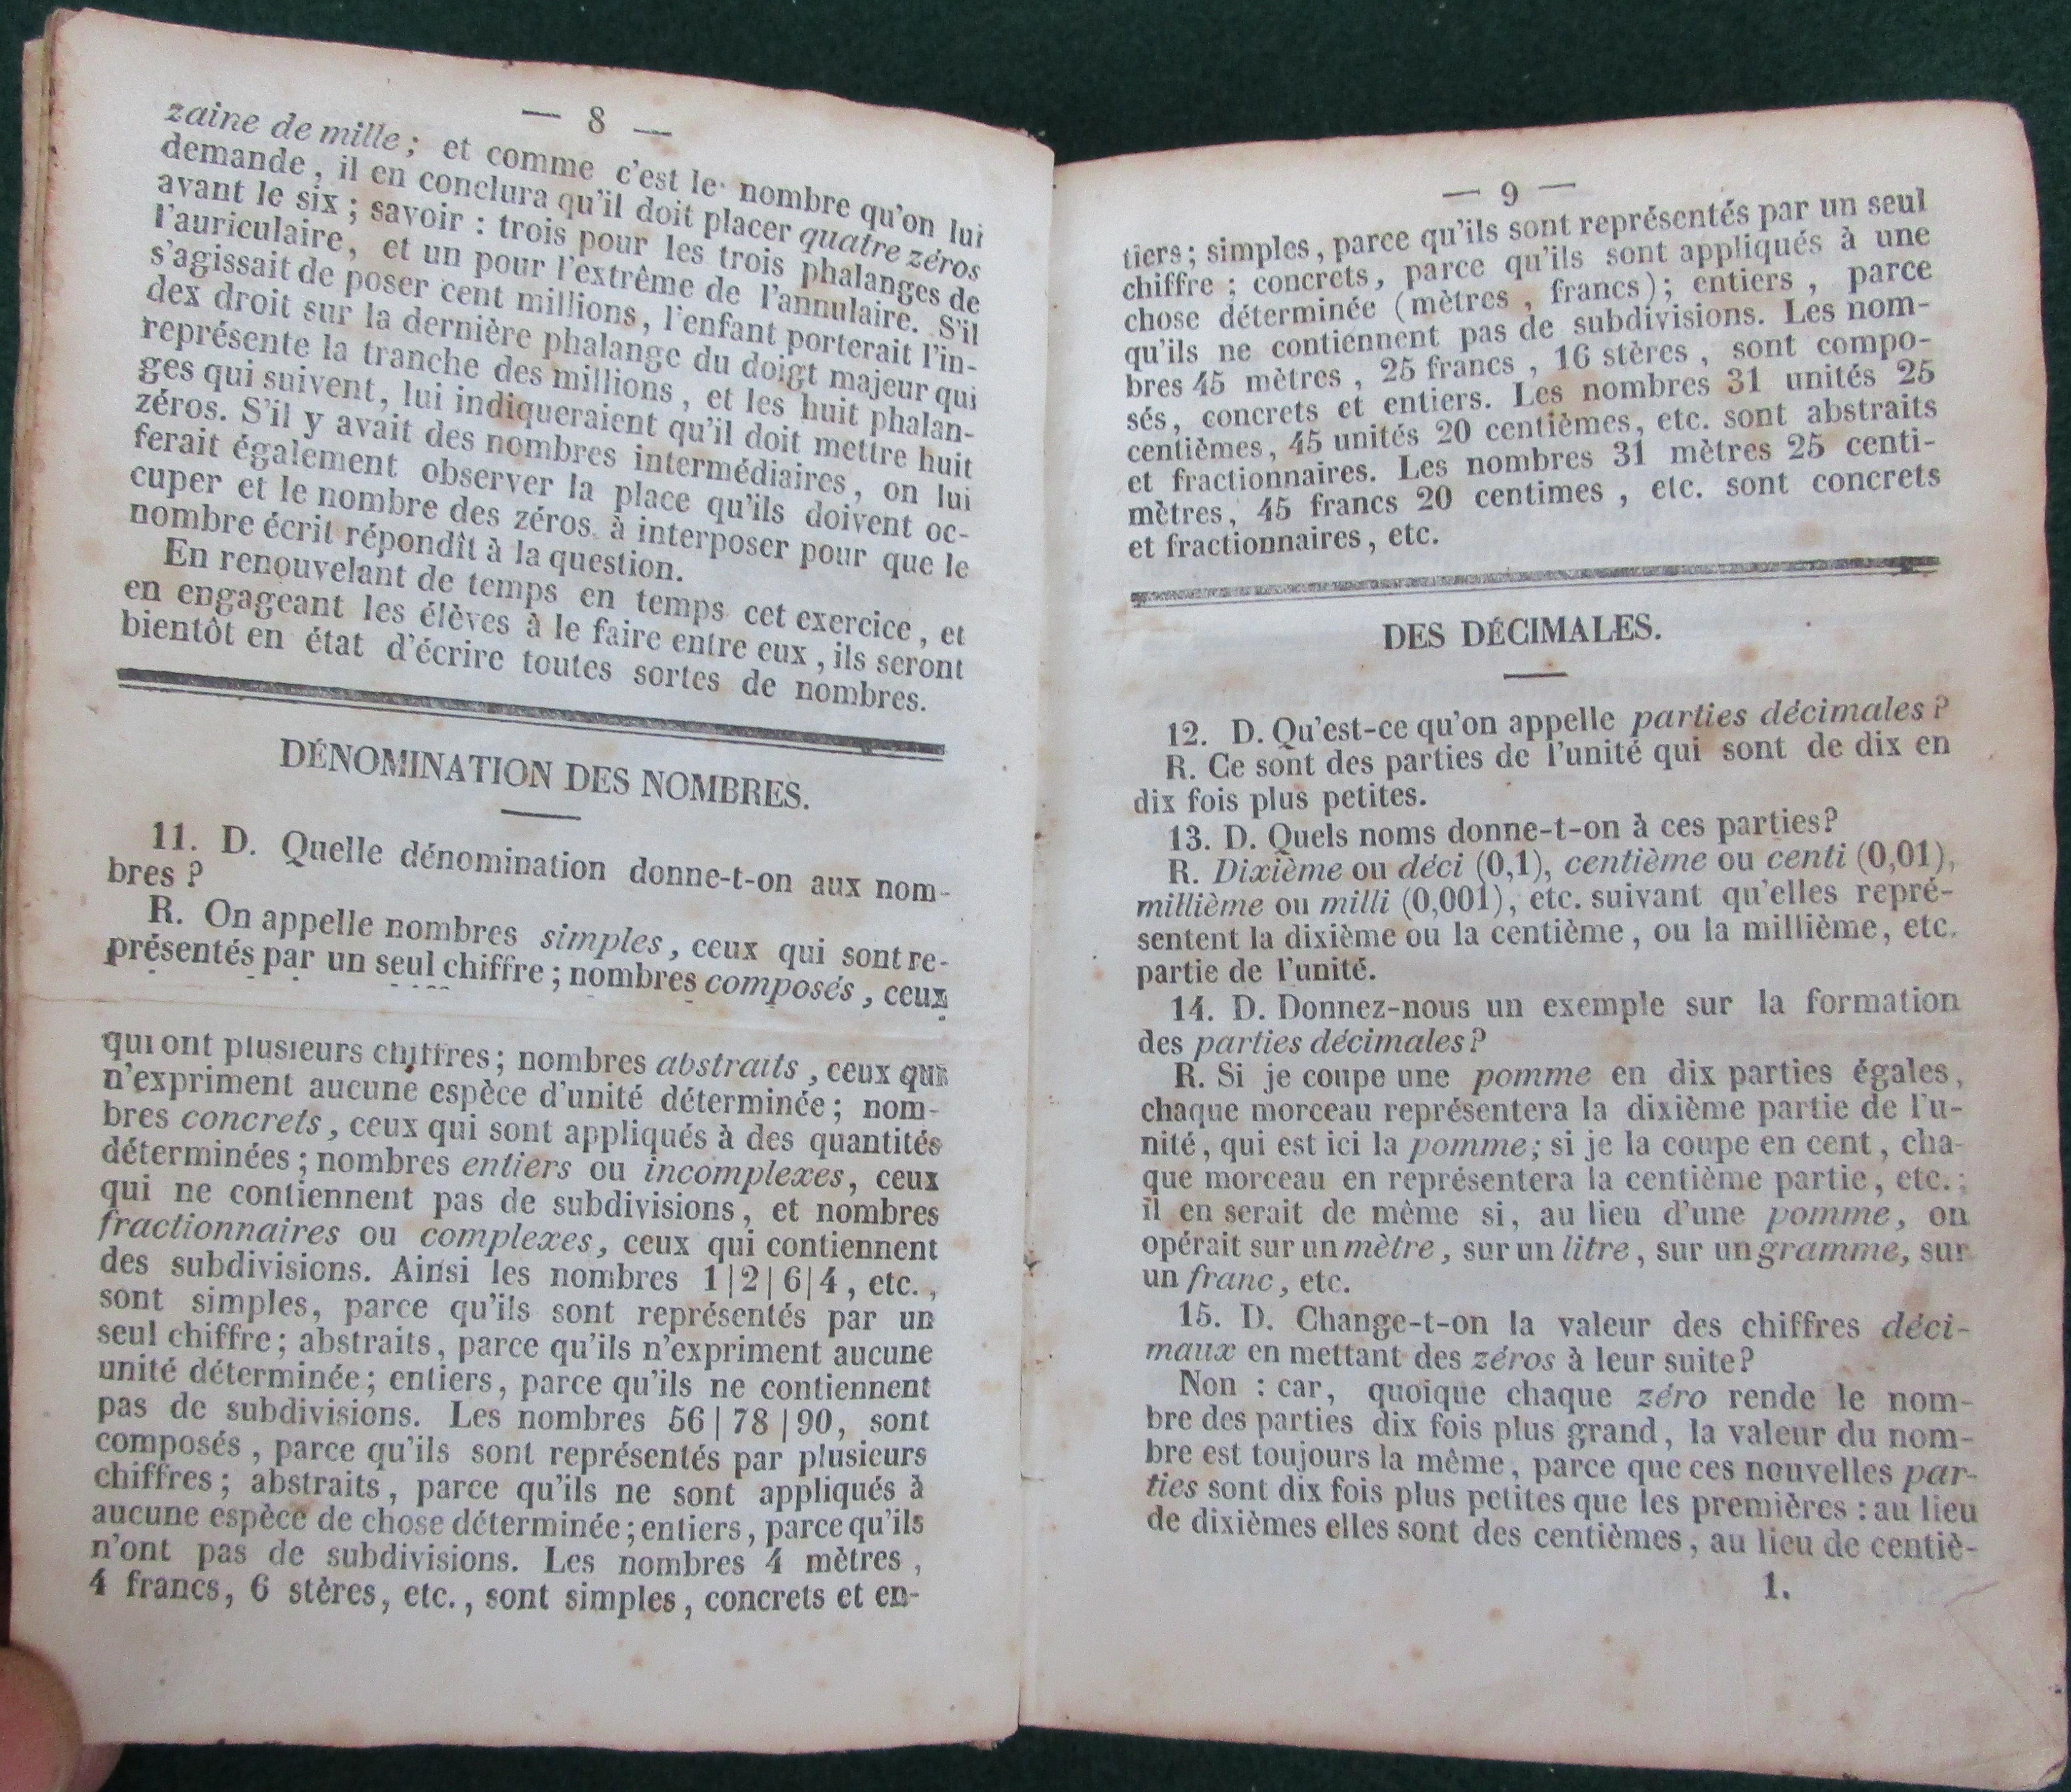 — 8 —
zaine de mille ; et comme c'est le nombre qu'on lui
demande , il en conclura qu'il doit placer quatre zéros
avant le six ; savoir : trois pour les trois phalanges de
l'auriculaire, et un pour l'extrême de l'annulaire. S'il
s'agissait de poser cent millions, l'enfant porterait l'in-
dex droit sur la dernière phalange du doigt majeur qui
représente la tranche des millions , et les huit phalan-
ges qui suivent, lui indiqueraient qu'il doit mettre huit
zéros. S'il y avait des nombres intermédiaires, on lui
ferait également observer la place qu'ils doivent oc-
cuper et le nombre des zéros à interposer pour que le
nombre écrit répondît à la question.
En renouvelant de temps en temps cet exercice , et
en engageant les élèves à le faire entre eux , ils seront
bientôt en état d'écrire toutes sortes de nombres.
DÉNOMINATION DES NOMBRES.
11. D. Quelle dénomination donne-t-on aux nom-
bres ?
R. On appelle nombres simples , ceux qui sont re-
présentés par un seul chiffre ; nombres composés , ceux
qui ont plusieurs chiffres ; nombres abstraits , ceux qui
n'expriment aucune espèce d'unité déterminée ; nom-
bres concrets , ceux qui sont appliqués à des quantités
déterminées ; nombres entiers ou incomplexes, ceux
qui ne contiennent pas de subdivisions, et nombres
fractionnaires ou complexes, ceux qui contiennent
des subdivisions. Ainsi les nombres 1|2|6|4, etc.,
sont simples, parce qu'ils sont représentés par un
seul chiffre ; abstraits, parce qu'ils n'expriment aucune
unité déterminée ; entiers, parce qu'ils ne contiennent
pas de subdivisions. Les nombres 56|78|90, sont
composés , parce qu'ils sont représentés par plusieurs
chiffres ; abstraits , parce qu'ils ne sont appliqués à
aucune espèce de chose déterminée ; entiers, parce qu'ils
n'ont pas de subdivisions. Les nombres 4 mètres ,
4 francs, 6 stères, etc., sont simples, concrets et en-
— 9 —
tiers ; simples, parce qu'ils sont représentés par un seul
chiffre ; concrets, parce qu'ils sont appliqués à une
chose déterminée (mètres , francs) ; entiers , parce
qu'ils ne contiennent pas de subdivisions. Les nom-
bres 45 mètres , 25 francs , 16 stères , sont compo-
sés, concrets et entiers. Les nombres 31 unités 25
centièmes, 45 unités 20 centièmes, etc. sont abstraits
et fractionnaires. Les nombres 31 mètres 25 centi-
mètres, 45 francs 20 centimes , etc. sont concrets
et fractionnaires, etc.
DES DÉCIMALES.
12. D. Qu'est-ce qu'on appelle parties décimales ?
R. Ce sont des parties de l'unité qui sont de dix en
dix fois plus petites.
13. D. Quels noms donne-t-on à ces parties ?
R. Dixième ou déci (0,1), centième ou centi (0,01),
millième ou milli (0,001), etc. suivant qu'elles repré-
sentent la dixième ou la centième, ou la millième, etc.
partie de l'unité.
14. D. Donnez-nous un exemple sur la formation
des parties décimales ?
R. Si je coupe une pomme en dix parties égales,
chaque morceau représentera la dixième partie de l'u-
nité, qui est ici la pomme ; si je la coupe en cent, cha-
que morceau en représentera la centième partie, etc. ;
il en serait de même si, au lieu d'une pomme, on
opérait sur un mètre, sur un litre, sur un gramme, sur
un franc, etc.
15. D. Change-t-on la valeur des chiffres déci-
maux en mettant des zéros à leur suite ?
Non : car, quoique chaque zéro rende le nom-
bre des parties dix fois plus grand, la valeur du nom-
bre est toujours la même, parce que ces nouvelles par-
ties sont dix fois plus petites que les premières : au lieu
de dixièmes elles sont des centièmes, au lieu de centiè-
1.